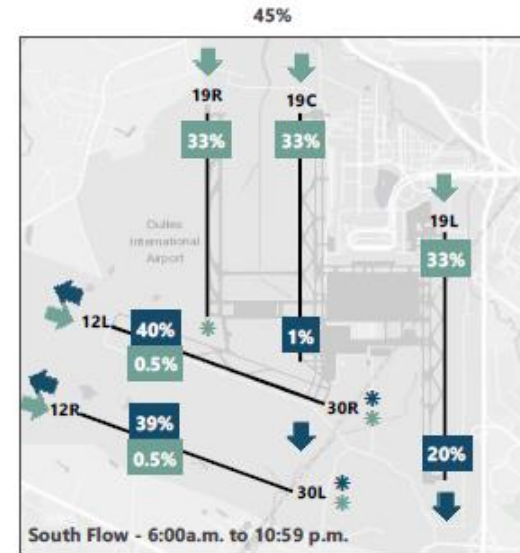 45%
19R
19C
33%
33%
19L
33%
Dulles
International
Airport
12L
40%
1%
0.5%
12R
30R
39%
0.5%
20%
30L
South Flow - 6:00a.m. to 10:59 p.m.